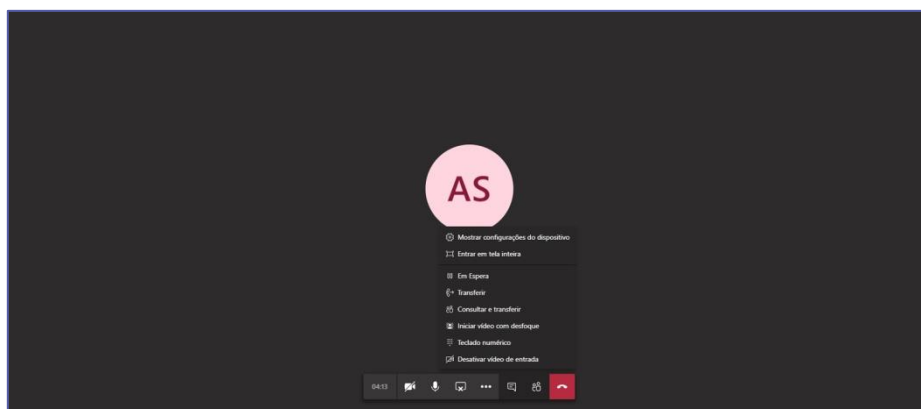 AS
Mostrar configurações do dispositivo
Entrar em tela inteira
Em Espera
Transferir
Consultar e transferir
Iniciar vídeo com desfoque
Teclado numérico
Desativar vídeo de entrada
04:13